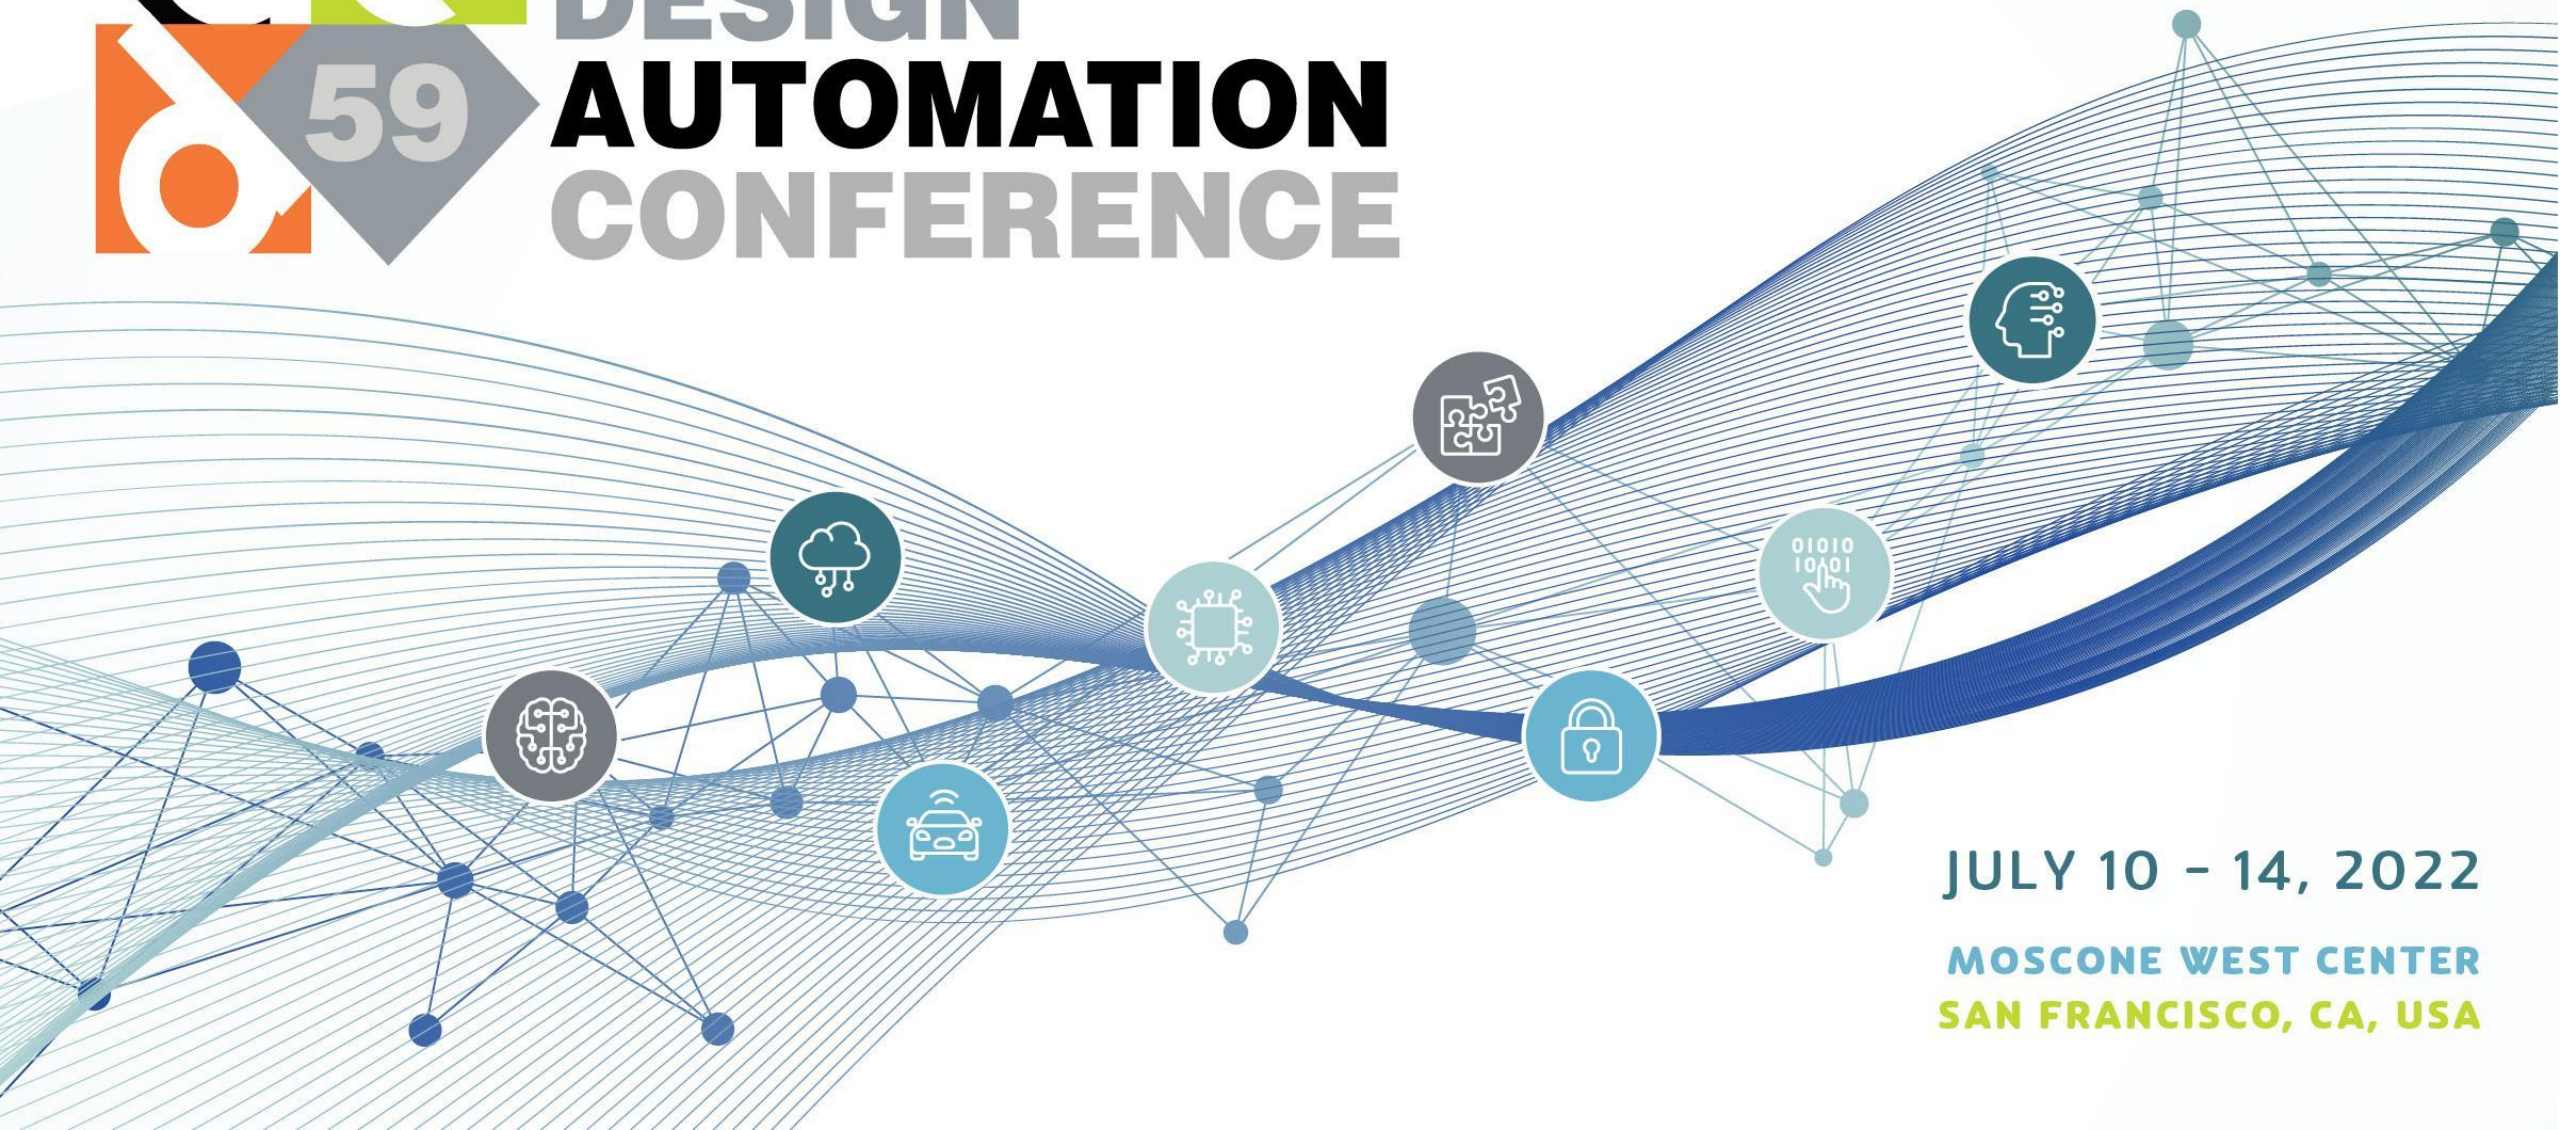 DESIGN
59
AUTOMATION
CONFERENCE
01010
10101
JULY 10 - 14, 2022
MOSCONE WEST CENTER
SAN FRANCISCO, CA, USA